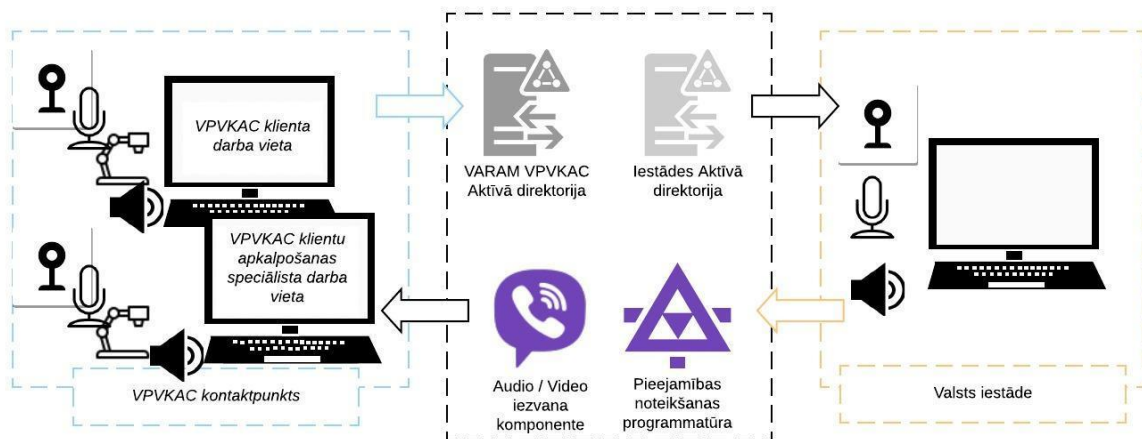 VPVKAC klienta
darba vieta
VPVKAC klientu
apkalpošanas
speciālista darba
vieta
VPVKAC kontaktpunkts
VARAM VPVKAC
Aktīvā direktorija
Iestādes Aktīvā
direktorija
Audio / Video
iezvana
komponente
Pieejamības
noteikšanas
programmatūra
Valsts iestāde